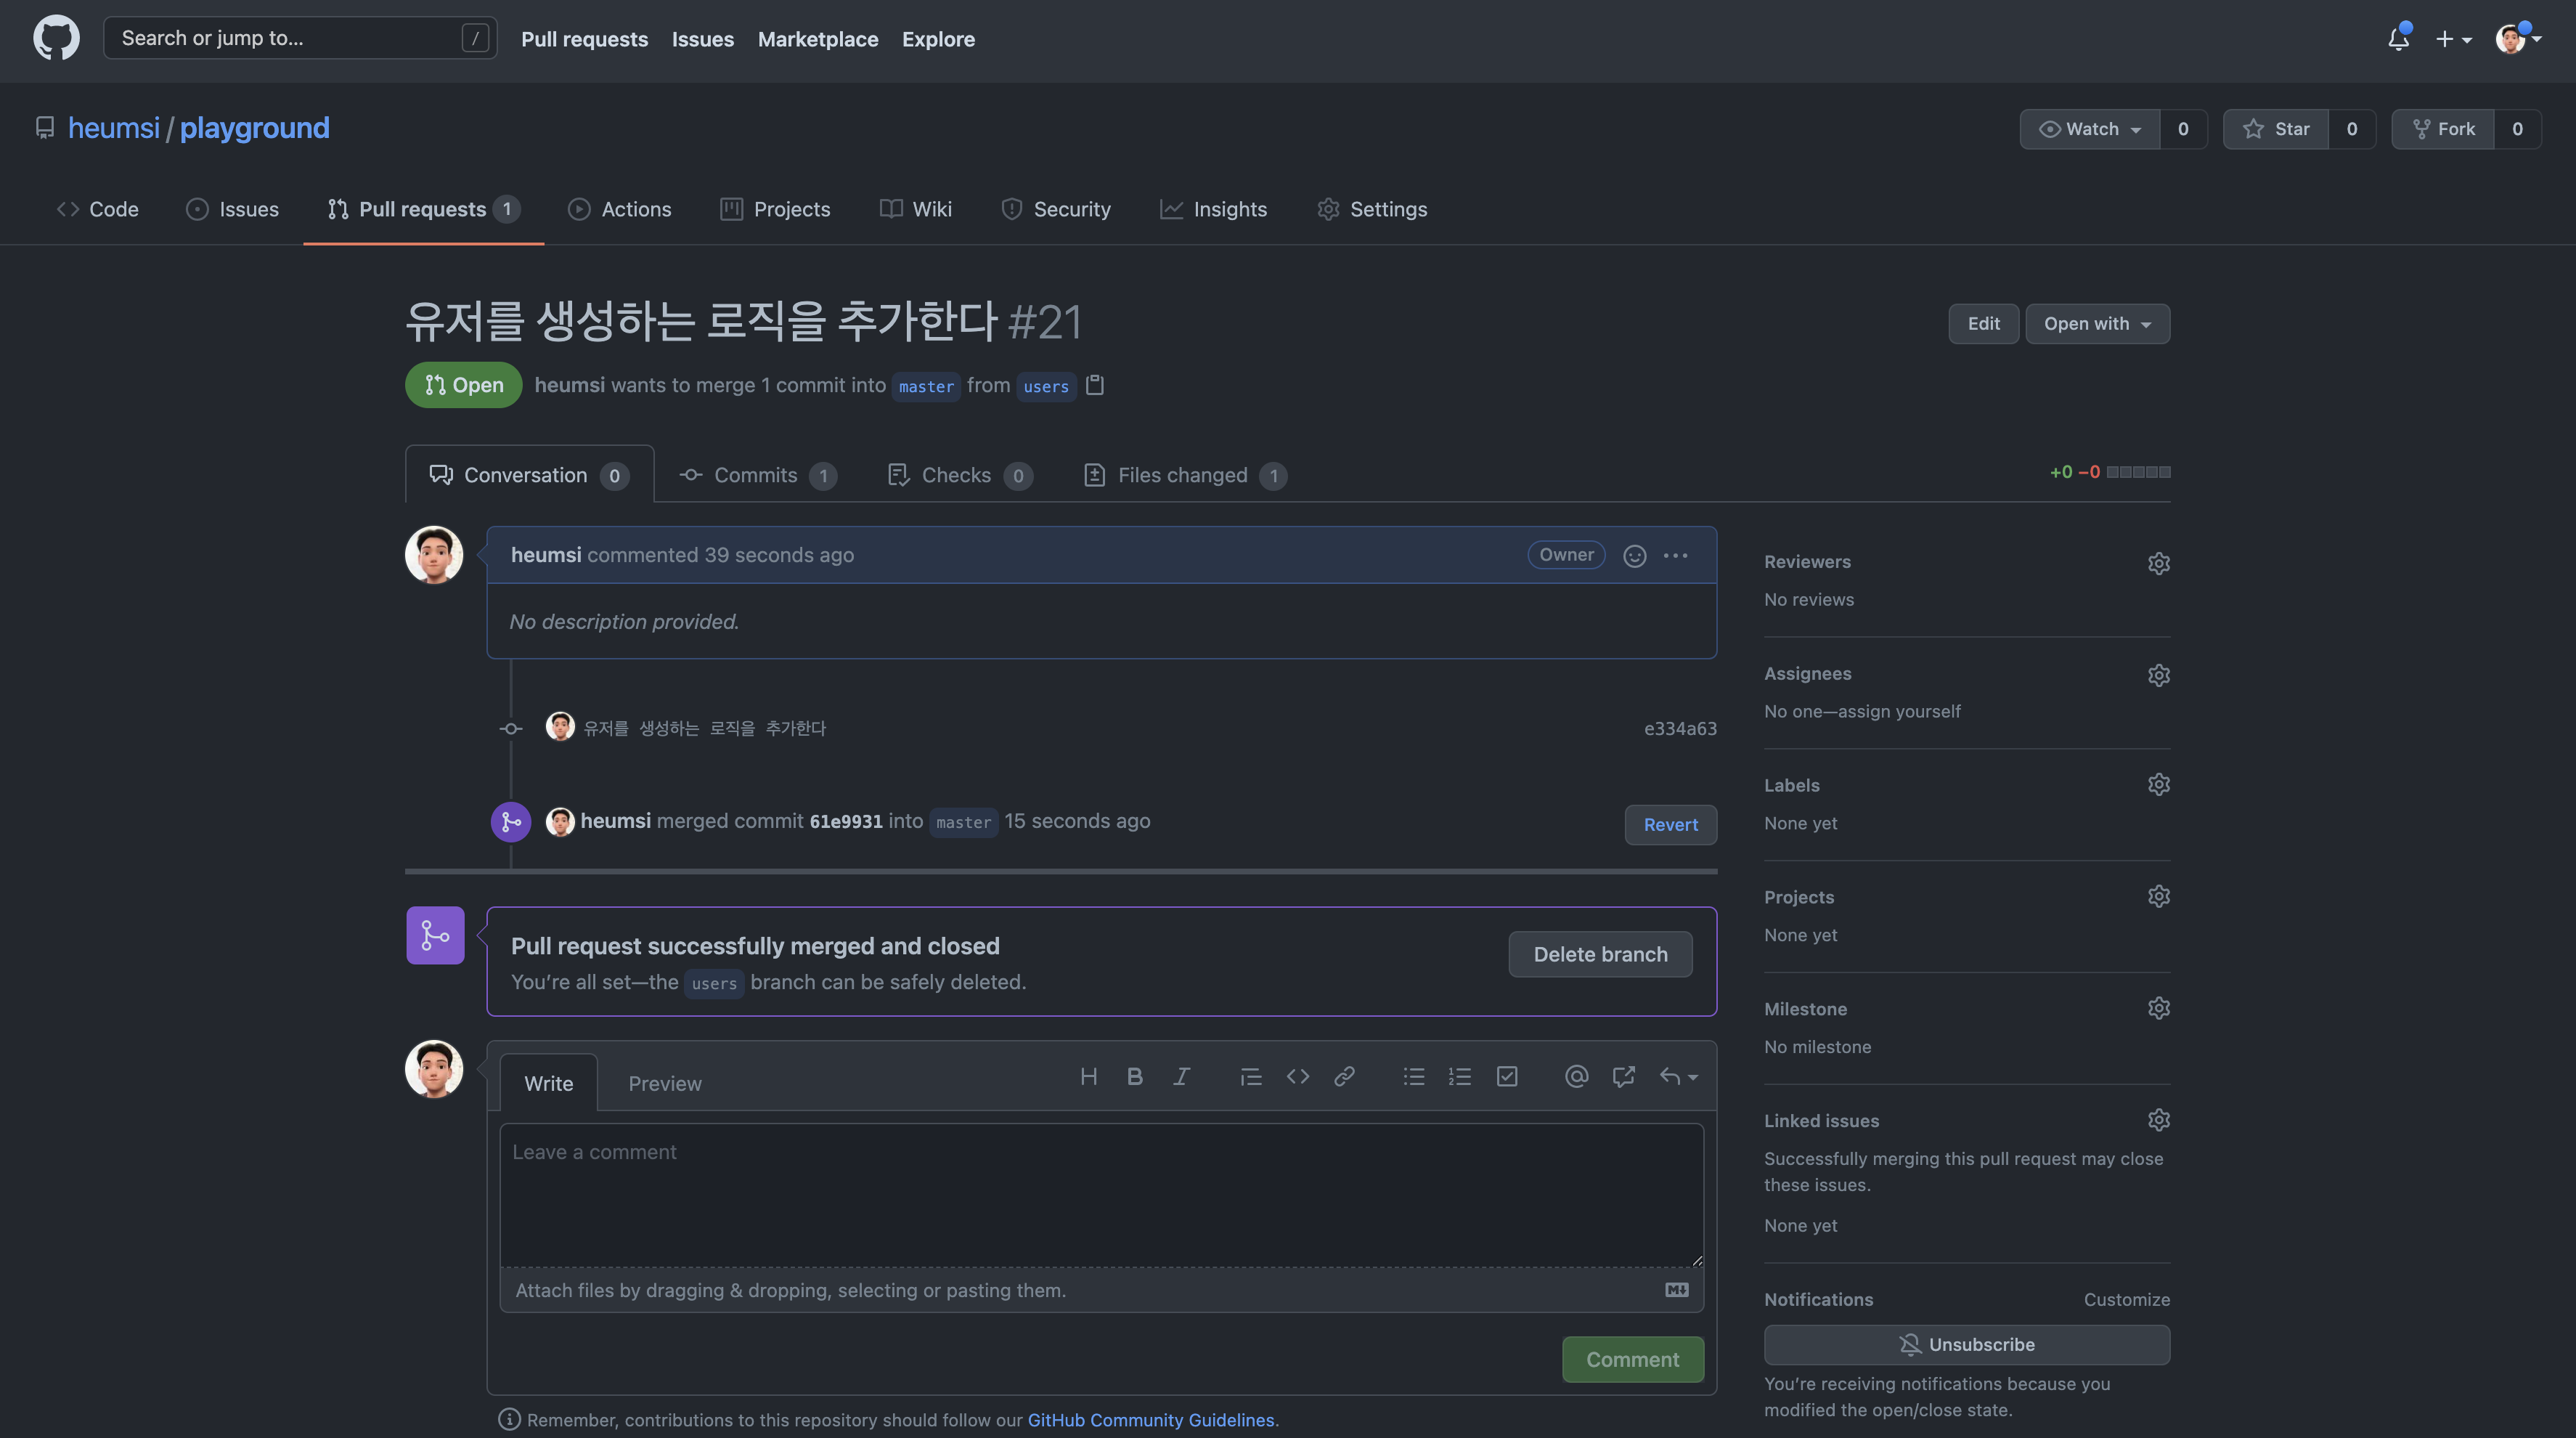 Search or jump to... /
Pull requests Issues Marketplace Explore
heumsi / playground
Watch 0 Star 0 Fork 0
Code Issues Pull requests 1 Actions Projects Wiki Security Insights Settings
유저를 생성하는 로직을 추가한다 #21
Edit Open with
Open heumsi wants to merge 1 commit into master from users
Conversation 0 Commits 1 Checks 0 Files changed 1
+0 −0
heumsi commented 39 seconds ago
Owner
No description provided.
유저를 생성하는 로직을 추가한다
e334a63
heumsi merged commit 61e9931 into master 15 seconds ago
Revert
Pull request successfully merged and closed
You’re all set—the users branch can be safely deleted.
Delete branch
Write Preview
Leave a comment
Attach files by dragging & dropping, selecting or pasting them.
Comment
Remember, contributions to this repository should follow our GitHub Community Guidelines.
Reviewers
No reviews
Assignees
No one—assign yourself
Labels
None yet
Projects
None yet
Milestone
No milestone
Linked issues
Successfully merging this pull request may close
these issues.
None yet
Notifications Customize
Unsubscribe
You’re receiving notifications because you
modified the open/close state.